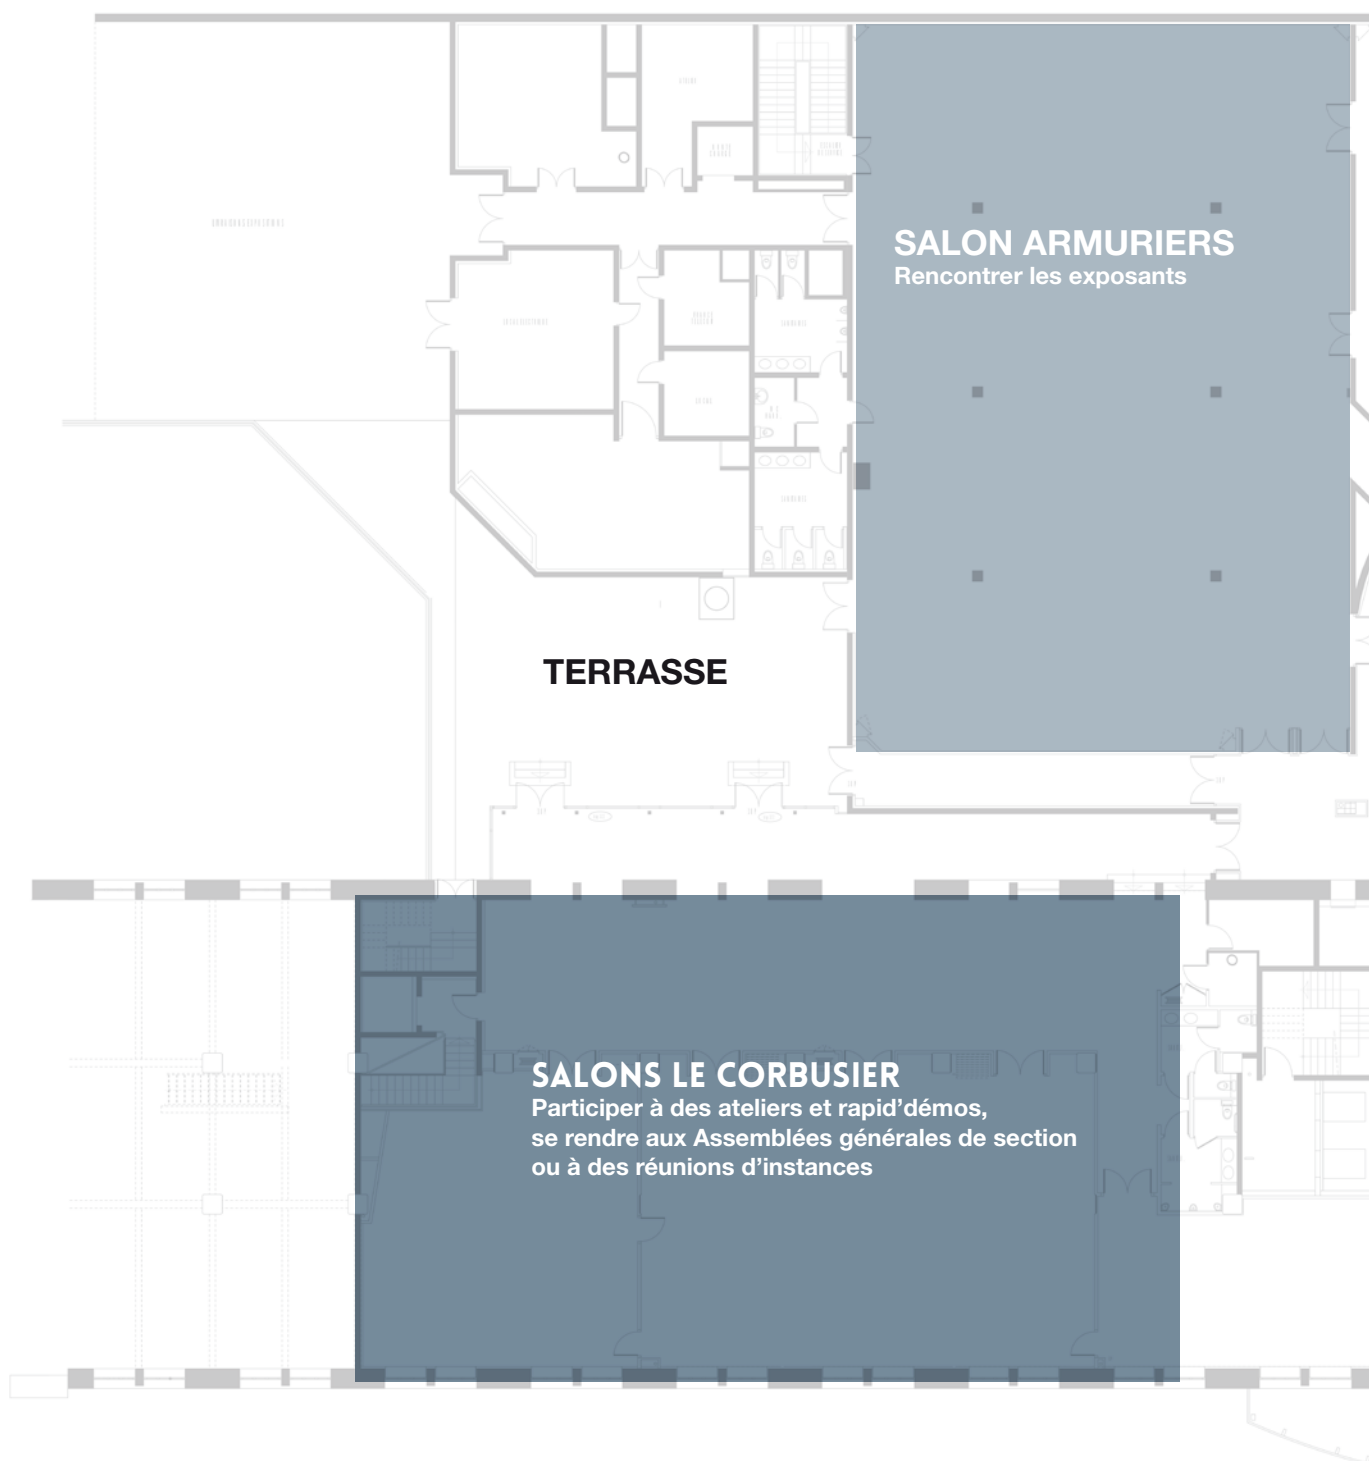 SALON ARMURIERS
Rencontrer les exposants
TERRASSE
SALONS LE CORBUSIER
Participer à des ateliers et rapid’démos,
se rendre aux Assemblées générales de section
ou à des réunions d’instances